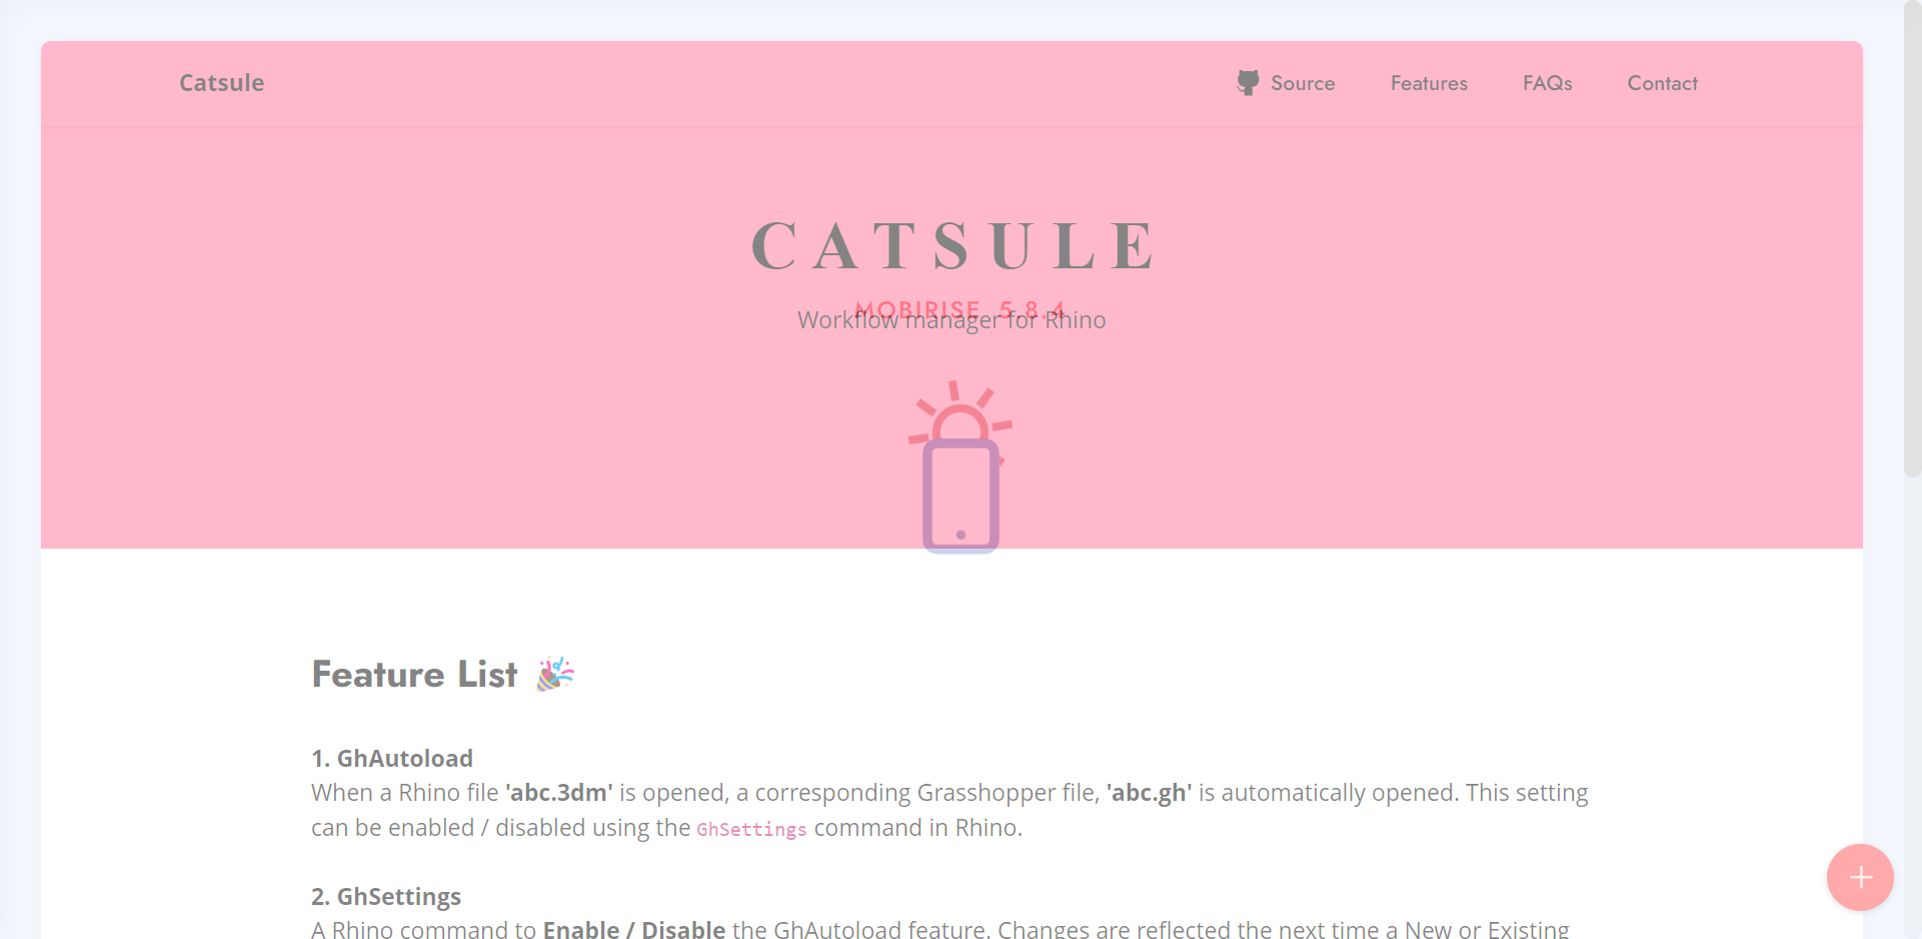 Catsule
Source Features FAQs Contact
CATSULE
MOBIRISE 5.8.4
Workflow manager for Rhino
Feature List
1. GhAutoload
When a Rhino file 'abc.3dm' is opened, a corresponding Grasshopper file, 'abc.gh' is automatically opened. This setting
can be enabled / disabled using the GhSettings command in Rhino.
2. GhSettings
A Rhino command to Enable / Disable the GhAutoload feature. Changes are reflected the next time a New or Existing